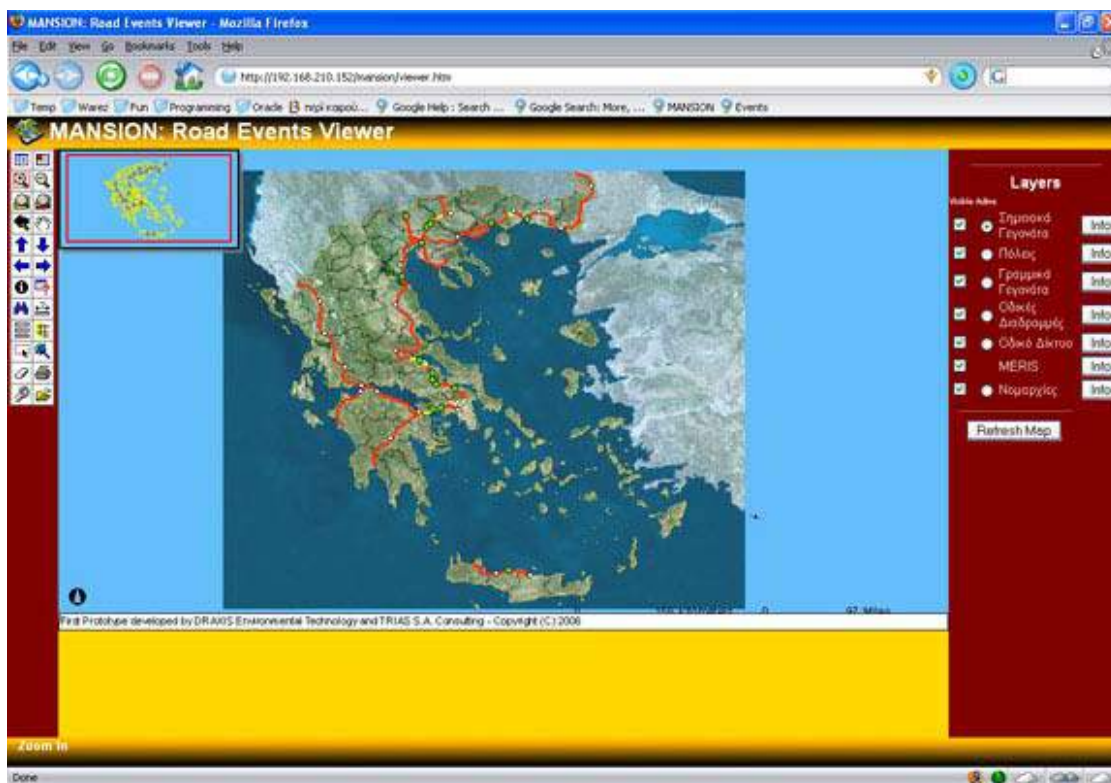 MANSION: Road Events Viewer - Mozilla Firefox
File Edit View Go Bookmarks Tools Help
http://192.168.210.152/mansion/viewer.htm
G
Temp Warez Fun Programming Oracle περί καιρού... Google Help : Search ... Google Search: More, ... MANSION Events
MANSION: Road Events Viewer
Layers
Visible Active
Σημειακά Γεγονότα Info
Πόλεις Info
Γραμμικά Γεγονότα Info
Οδικές Διαδρομές Info
Οδικό Δίκτυο Info
MERIS Info
Νομαρχίες Info
Refresh Map
0 97 Miles
First Prototype developed by DRAXIS Environmental Technology and TRIAS S.A. Consulting - Copyright (C) 2006
Zoom In
Done